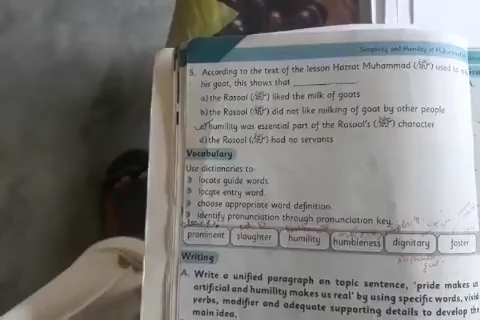 Simplicity and Humility of Muhammad
5. According to the text of the lesson Hazrat Muhammad (ﷺ) used to
his goat, this shows that ____________.
a) the Rasool (ﷺ) liked the milk of goats
b) the Rasool (ﷺ) did not like milking of goat by other people
c) humility was essential part of the Rasool's (ﷺ) character
d) the Rasool (ﷺ) had no servants
Vocabulary
Use dictionaries to:
locate guide words.
locate entry word.
choose appropriate word definition.
identify pronunciation through pronunciation key.
prominent slaughter humility humbleness dignitary foster
Writing
A. Write a unified paragraph on topic sentence, 'pride makes us
artificial and humility makes us real' by using specific words, vivid
verbs, modifier and adequate supporting details to develop the
main idea.